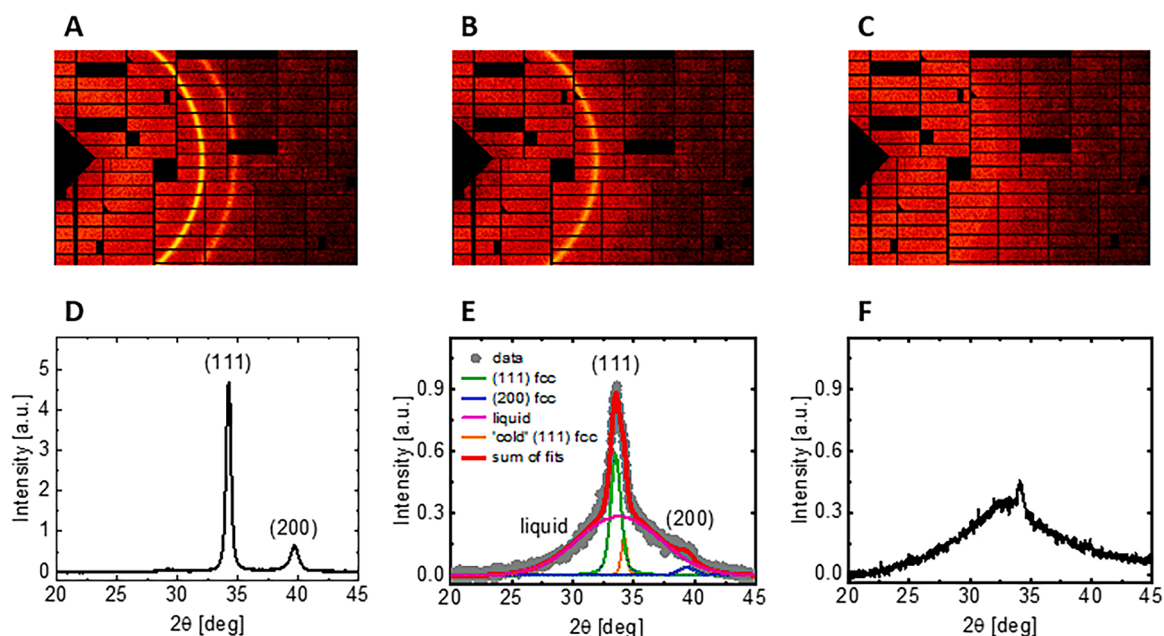 A
B
C
D
E
F
(111)
(200)
5
4
3
2
1
0
Intensity [a.u.]
20 25 30 35 40 45
2θ [deg]
data
(111) fcc
(200) fcc
liquid
'cold' (111) fcc
sum of fits
(111)
liquid
(200)
0.9
0.6
0.3
0.0
Intensity [a.u.]
20 25 30 35 40 45
2θ [deg]
0.9
0.6
0.3
0.0
Intensity [a.u.]
20 25 30 35 40 45
2θ [deg]